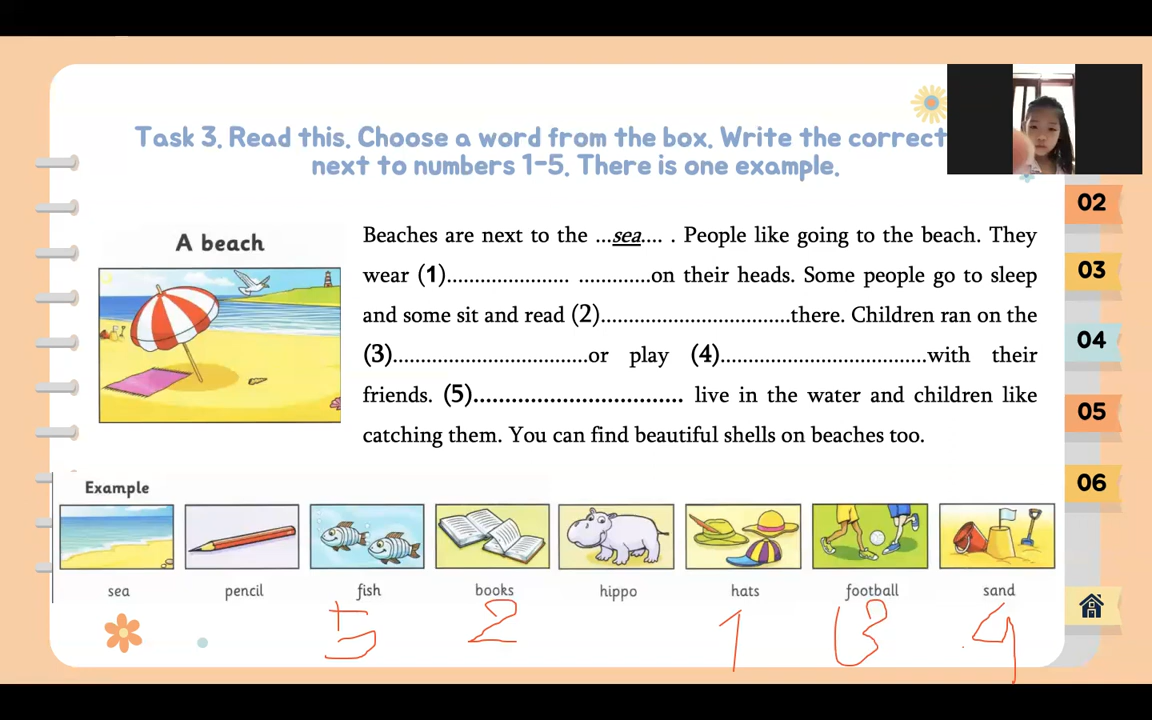 Task 3. Read this. Choose a word from the box. Write the correct
next to numbers 1-5. There is one example.
A beach
Beaches are next to the ...sea.... . People like going to the beach. They
wear (1)...................... .............on their heads. Some people go to sleep
and some sit and read (2)..................................there. Children ran on the
(3)...................................or play (4).....................................with their
friends. (5)................................. live in the water and children like
catching them. You can find beautiful shells on beaches too.
Example
sea pencil fish books hippo hats football sand
5 2 1 3 4
02
03
04
05
06